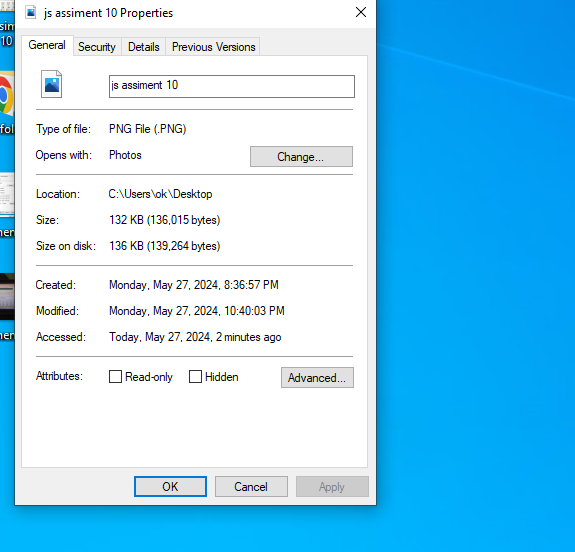 js assiment 10 Properties
General Security Details Previous Versions
js assiment 10
Type of file: PNG File (.PNG)
Opens with: Photos Change...
Location: C:\Users\ok\Desktop
Size: 132 KB (136,015 bytes)
Size on disk: 136 KB (139,264 bytes)
Created: Monday, May 27, 2024, 8:36:57 PM
Modified: Monday, May 27, 2024, 10:40:03 PM
Accessed: Today, May 27, 2024, 2 minutes ago
Attributes: Read-only Hidden Advanced...
OK Cancel Apply
10